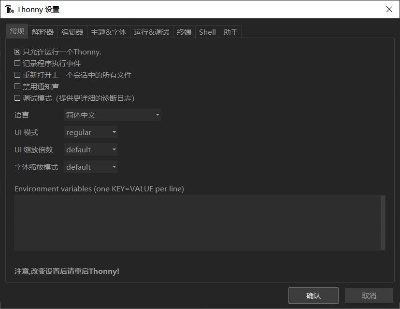 Thonny 设置
常规 解释器 编辑器 主题&字体 运行&调试 终端 Shell 助手
只允许运行一个Thonny.
记录程序执行事件
重新打开上一个会话中的所有文件
禁用通知声
调试模式（提供更详细的诊断日志）
语言 简体中文
UI 模式 regular
UI 缩放倍数 default
字体缩放模式 default
Environment variables (one KEY=VALUE per line)
注意,改变设置后请重启Thonny!
确认 取消